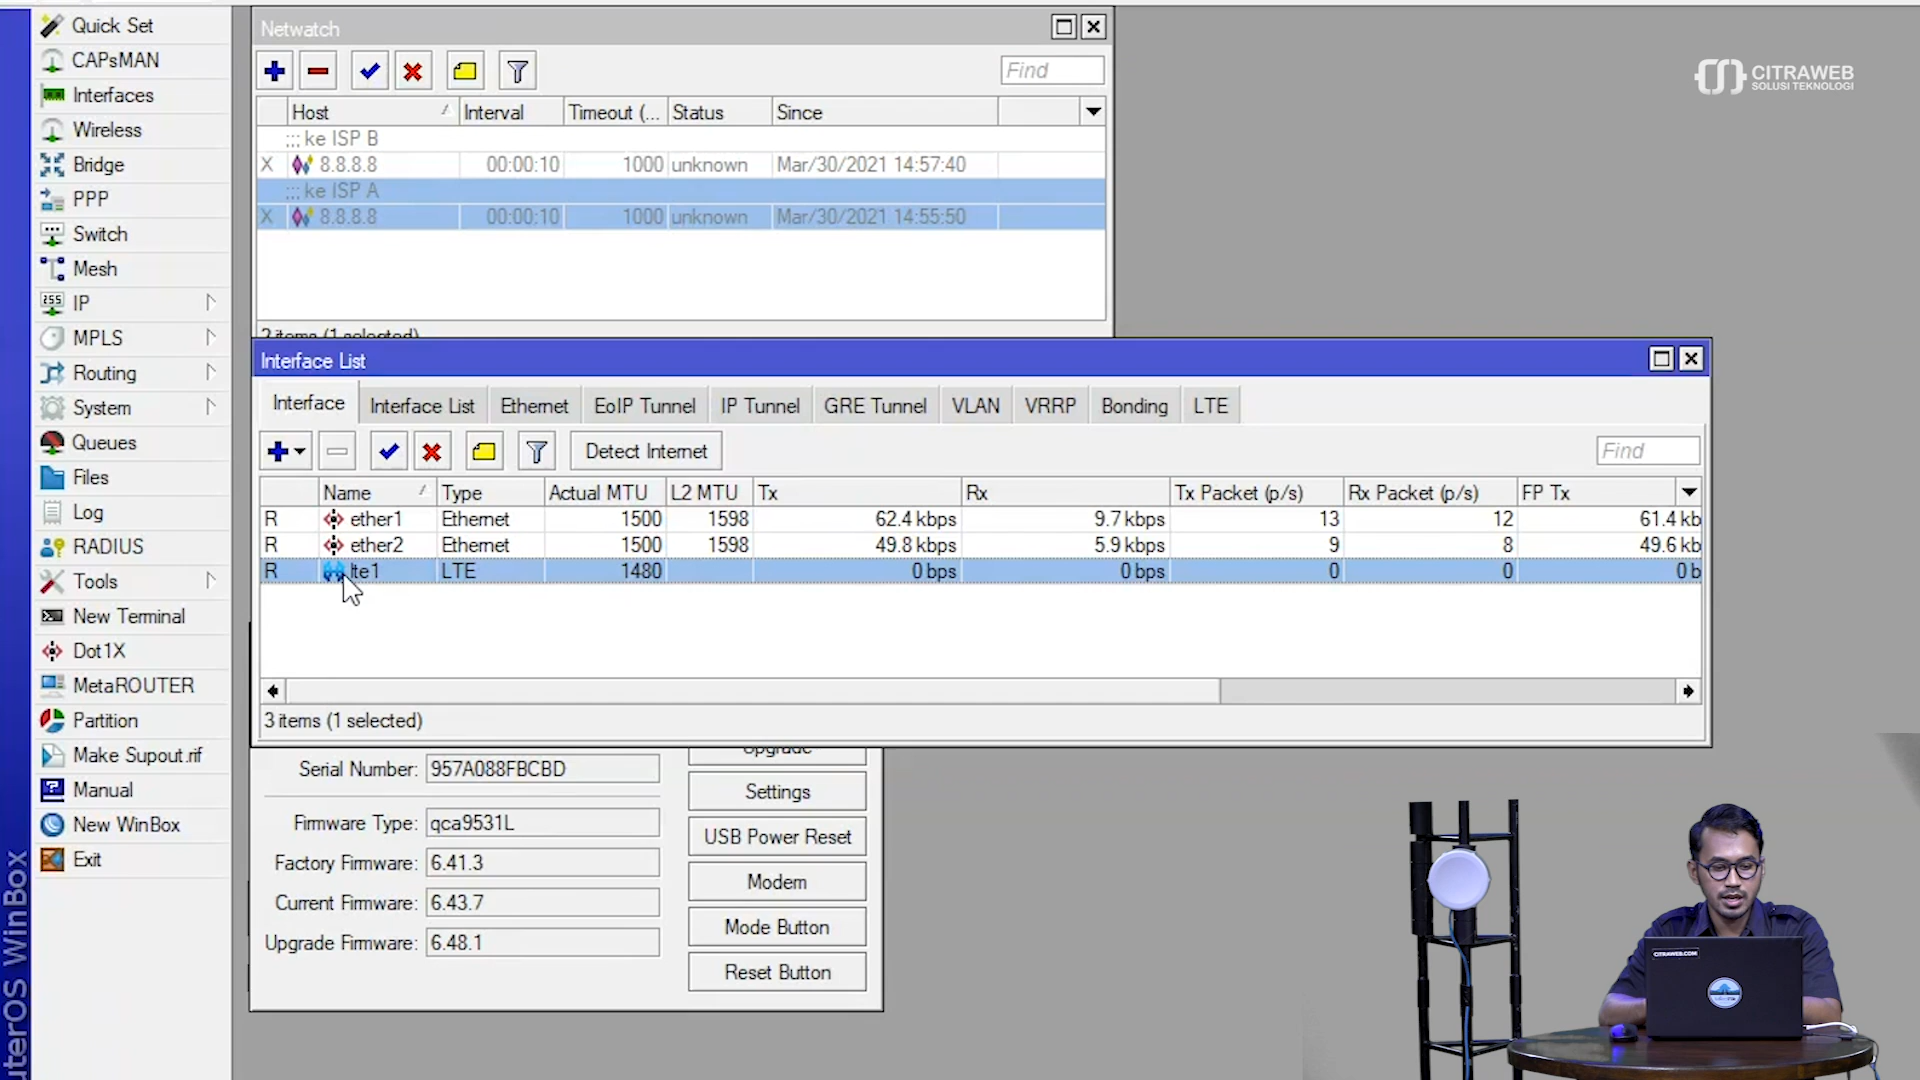 Quick Set
CAPsMAN
Interfaces
Wireless
Bridge
PPP
Switch
Mesh
IP
MPLS
Routing
System
Queues
Files
Log
RADIUS
Tools
New Terminal
Dot1X
MetaROUTER
Partition
Make Supout.rif
Manual
New WinBox
Exit
uterOS WinBox
Netwatch
Find
Host Interval Timeout (... Status Since
;;; ke ISP B
X 8.8.8.8 00:00:10 1000 unknown Mar/30/2021 14:57:40
;;; ke ISP A
X 8.8.8.8 00:00:10 1000 unknown Mar/30/2021 14:55:50
2 items (1 selected)
Interface List
Interface Interface List Ethernet EoIP Tunnel IP Tunnel GRE Tunnel VLAN VRRP Bonding LTE
Detect Internet Find
Name Type Actual MTU L2 MTU Tx Rx Tx Packet (p/s) Rx Packet (p/s) FP Tx
R ether1 Ethernet 1500 1598 62.4 kbps 9.7 kbps 13 12 61.4 kb
R ether2 Ethernet 1500 1598 49.8 kbps 5.9 kbps 9 8 49.6 kb
R lte1 LTE 1480 0 bps 0 bps 0 0 0 b
3 items (1 selected)
Upgrade
Serial Number: 957A088FBCBD
Settings
Firmware Type: qca9531L
USB Power Reset
Factory Firmware: 6.41.3
Modem
Current Firmware: 6.43.7
Mode Button
Upgrade Firmware: 6.48.1
Reset Button
CITRAWEB
SOLUSI TEKNOLOGI
CITRAWEB.COM